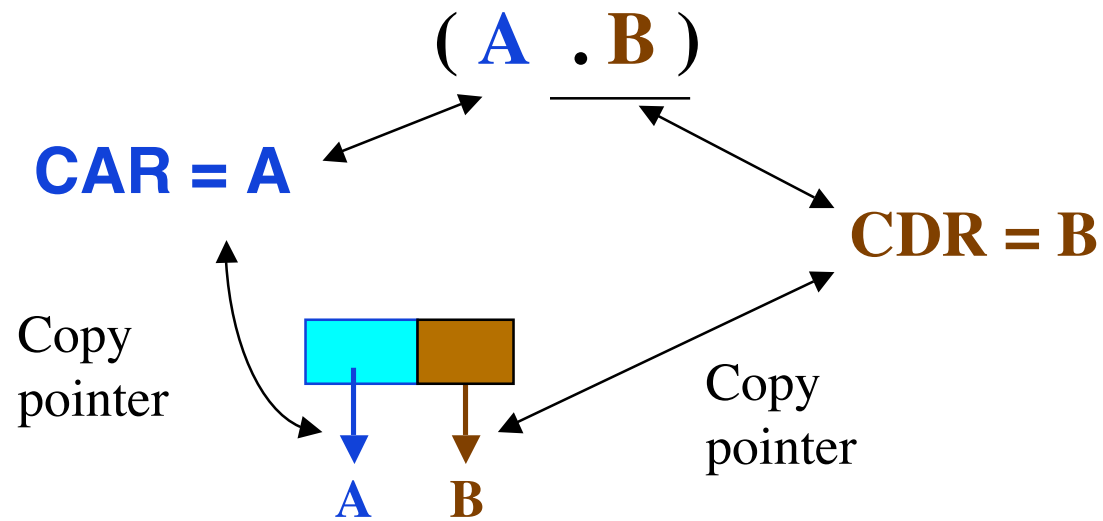 ( A . B )
CAR = A
CDR = B
Copy
pointer
Copy
pointer
A B